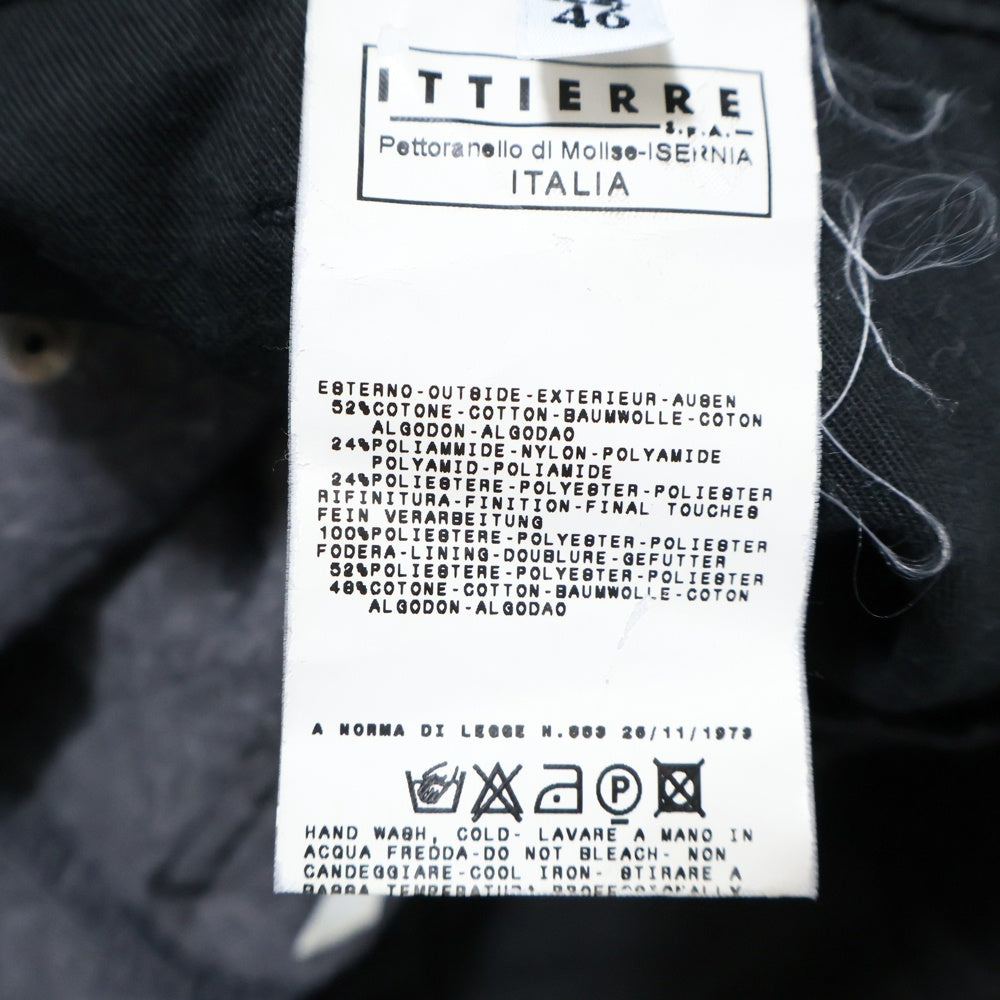 46
ITTIERRE
S.p.A.
Pettoranello di Molise-ISERNIA
ITALIA
ESTERNO-OUTSIDE-EXTERIEUR-AUSEN
52%COTONE-COTTON-BAUMWOLLE-COTON
ALGODON-ALGODAO
24%POLIAMMIDE-NYLON-POLYAMIDE
POLYAMID-POLIAMIDE
24%POLIESTERE-POLYESTER-POLIESTER
RIFINITURA-FINITION-FINAL TOUCHES
FEIN VERARBEITUNG
100%POLIESTERE-POLYESTER-POLIESTER
FODERA-LINING-DOUBLURE-GEFUTTER
52%POLIESTERE-POLYESTER-POLIESTER
48%COTONE-COTTON-BAUMWOLLE-COTON
ALGODON-ALGODAO
A NORMA DI LEGGE N.883 26/11/1973
P
HAND WASH, COLD- LAVARE A MANO IN
ACQUA FREDDA-DO NOT BLEACH- NON
CANDEGGIARE-COOL IRON- STIRARE A
BASSA TEMPERATURA PROFESSIONALLY